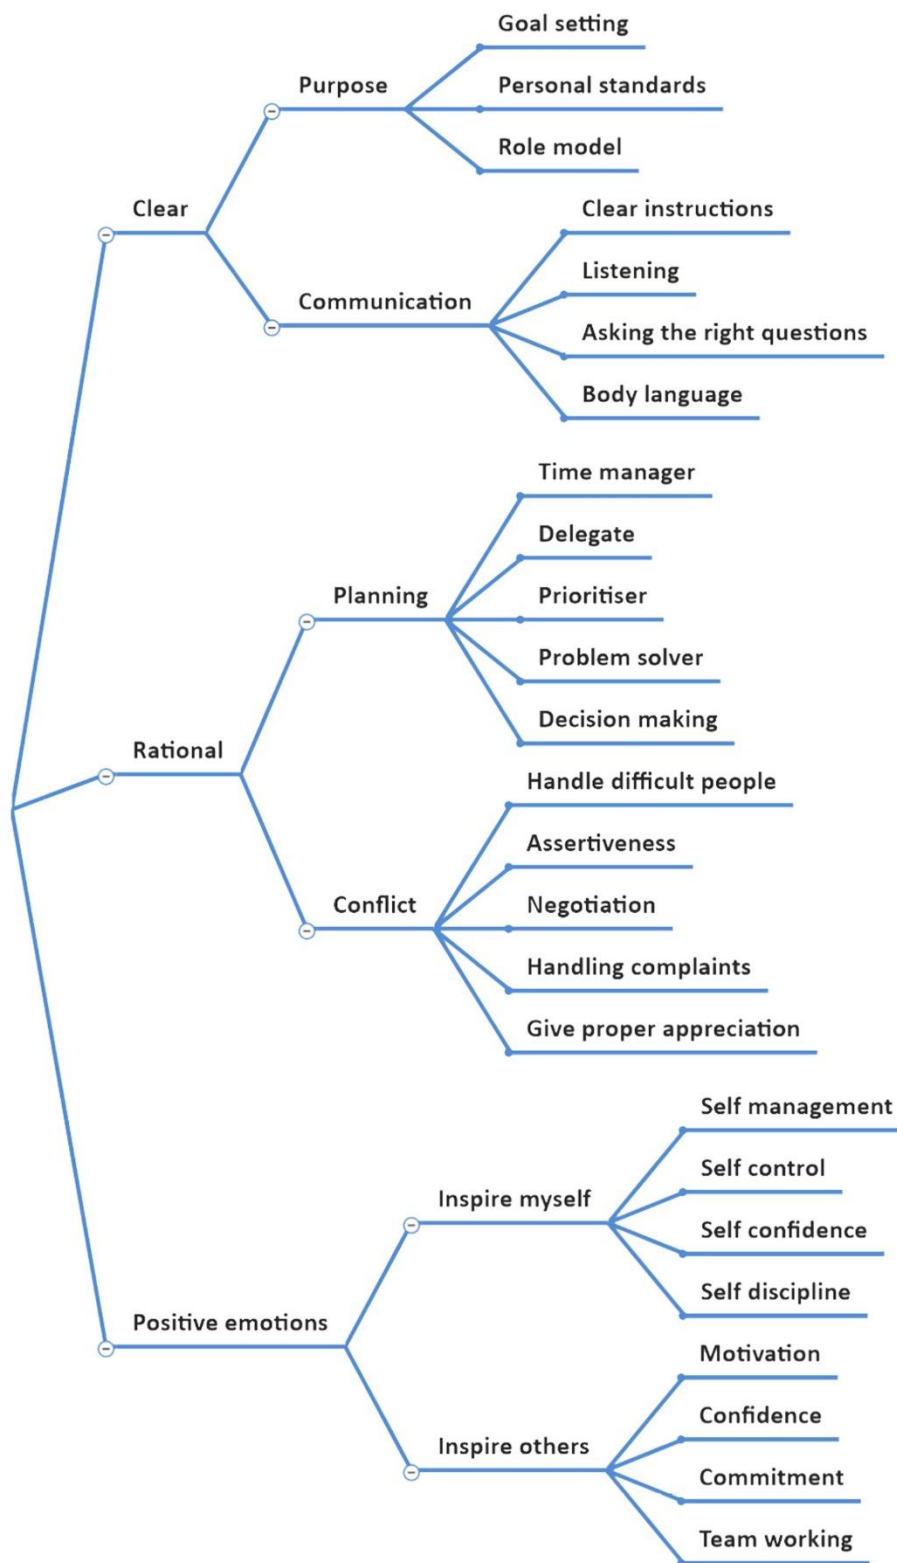 Goal setting
Purpose
Personal standards
Role model
Clear
Clear instructions
Listening
Communication
Asking the right questions
Body language
Time manager
Delegate
Planning
Prioritiser
Problem solver
Decision making
Rational
Handle difficult people
Assertiveness
Conflict
Negotiation
Handling complaints
Give proper appreciation
Self management
Self control
Inspire myself
Self confidence
Self discipline
Positive emotions
Motivation
Confidence
Inspire others
Commitment
Team working